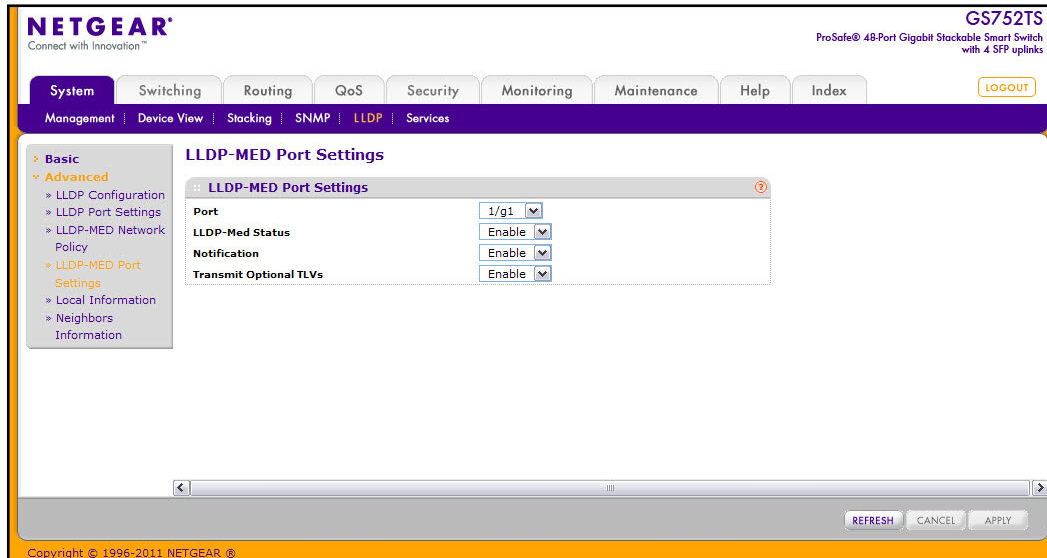 NETGEAR®
Connect with Innovation™
GS752TS
ProSafe® 48-Port Gigabit Stackable Smart Switch
with 4 SFP uplinks
System Switching Routing QoS Security Monitoring Maintenance Help Index LOGOUT
Management Device View Stacking SNMP LLDP Services
Basic
Advanced
» LLDP Configuration
» LLDP Port Settings
» LLDP-MED Network
Policy
» LLDP-MED Port
Settings
» Local Information
» Neighbors
Information
LLDP-MED Port Settings
LLDP-MED Port Settings ?
Port 1/g1
LLDP-Med Status Enable
Notification Enable
Transmit Optional TLVs Enable
REFRESH CANCEL APPLY
Copyright © 1996-2011 NETGEAR ®